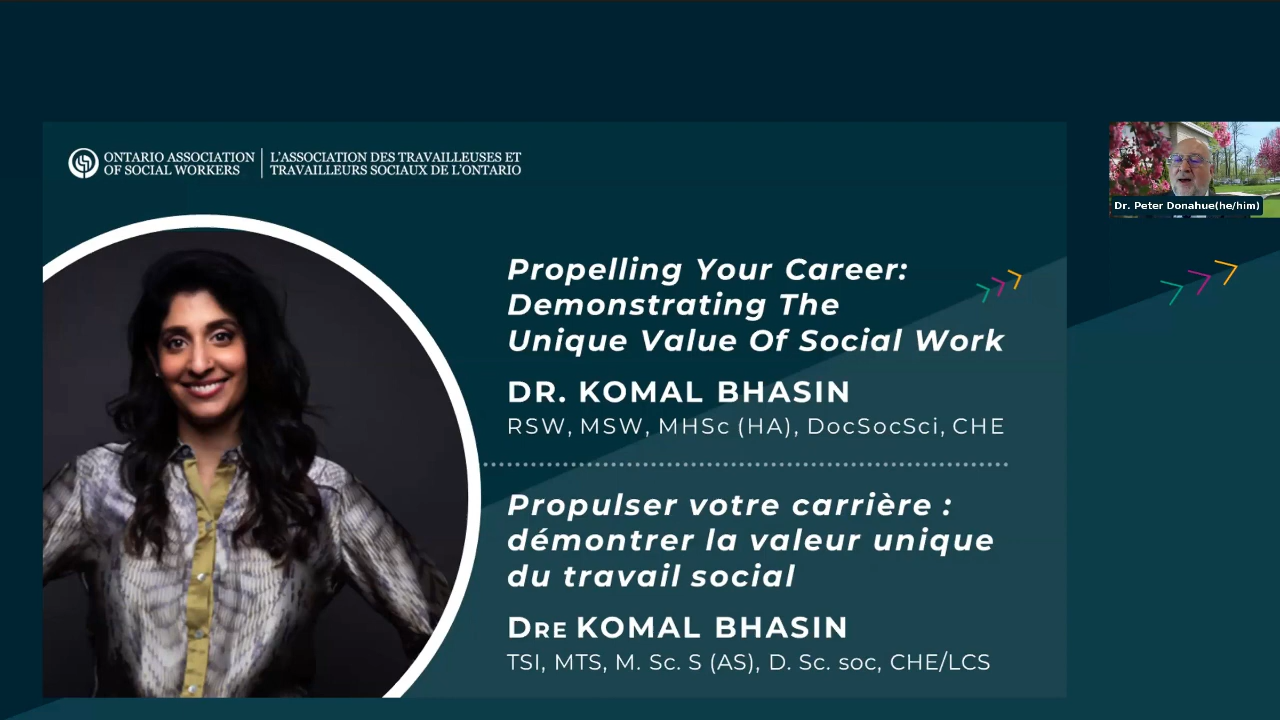 ONTARIO ASSOCIATION
OF SOCIAL WORKERS
L'ASSOCIATION DES TRAVAILLEUSES ET
TRAVAILLEURS SOCIAUX DE L'ONTARIO
Propelling Your Career:
Demonstrating The
Unique Value Of Social Work
DR. KOMAL BHASIN
RSW, MSW, MHSc (HA), DocSocSci, CHE
Propulser votre carrière :
démontrer la valeur unique
du travail social
DRE KOMAL BHASIN
TSI, MTS, M. Sc. S (AS), D. Sc. soc, CHE/LCS
Dr. Peter Donahue(he/him)